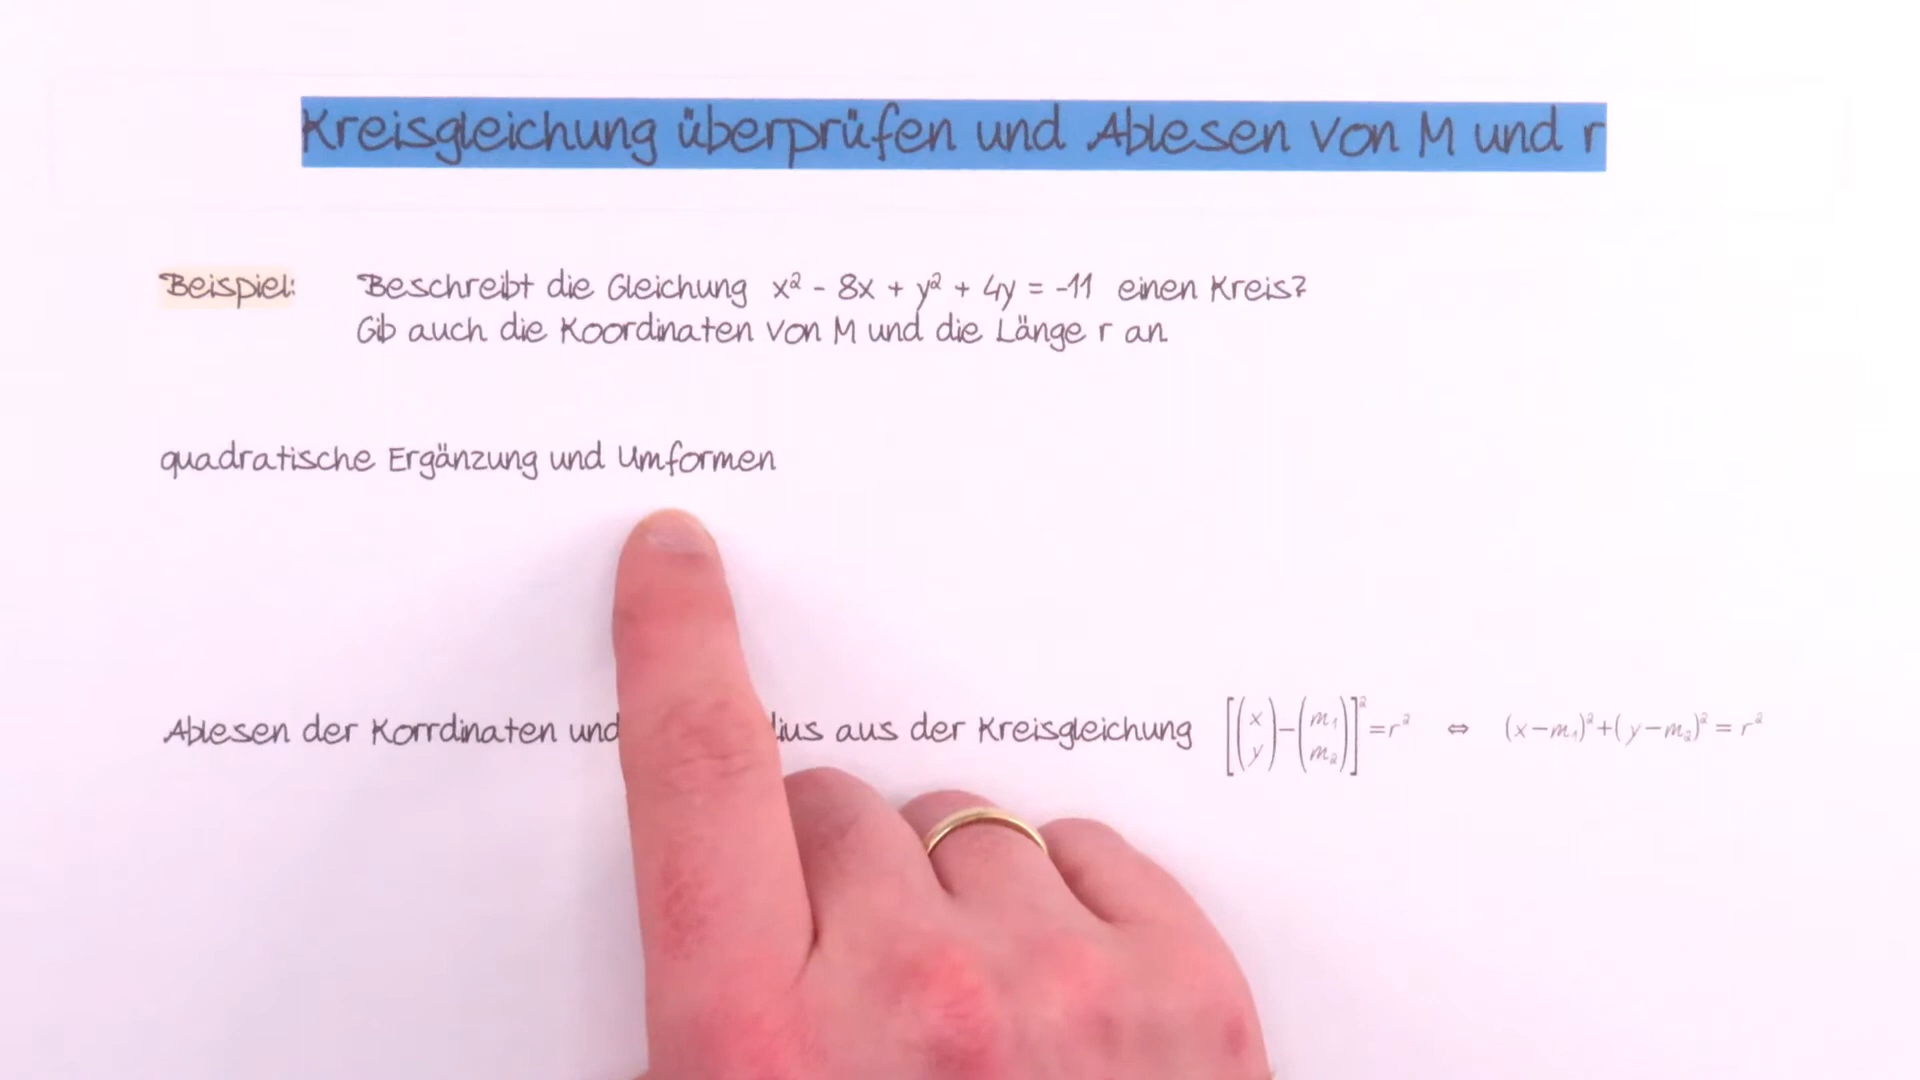 Kreisgleichung überprüfen und Ablesen von M und r
Beispiel: Beschreibt die Gleichung x² - 8x + y² + 4y = -11 einen Kreis?
Gib auch die Koordinaten von M und die Länge r an
quadratische Ergänzung und Umformen
Ablesen der Korrdinaten und ius aus der Kreisgleichung [(x y) − (m₁ m₂)]² = r² ⇔ (x − m₁)² + (y − m₂)² = r²